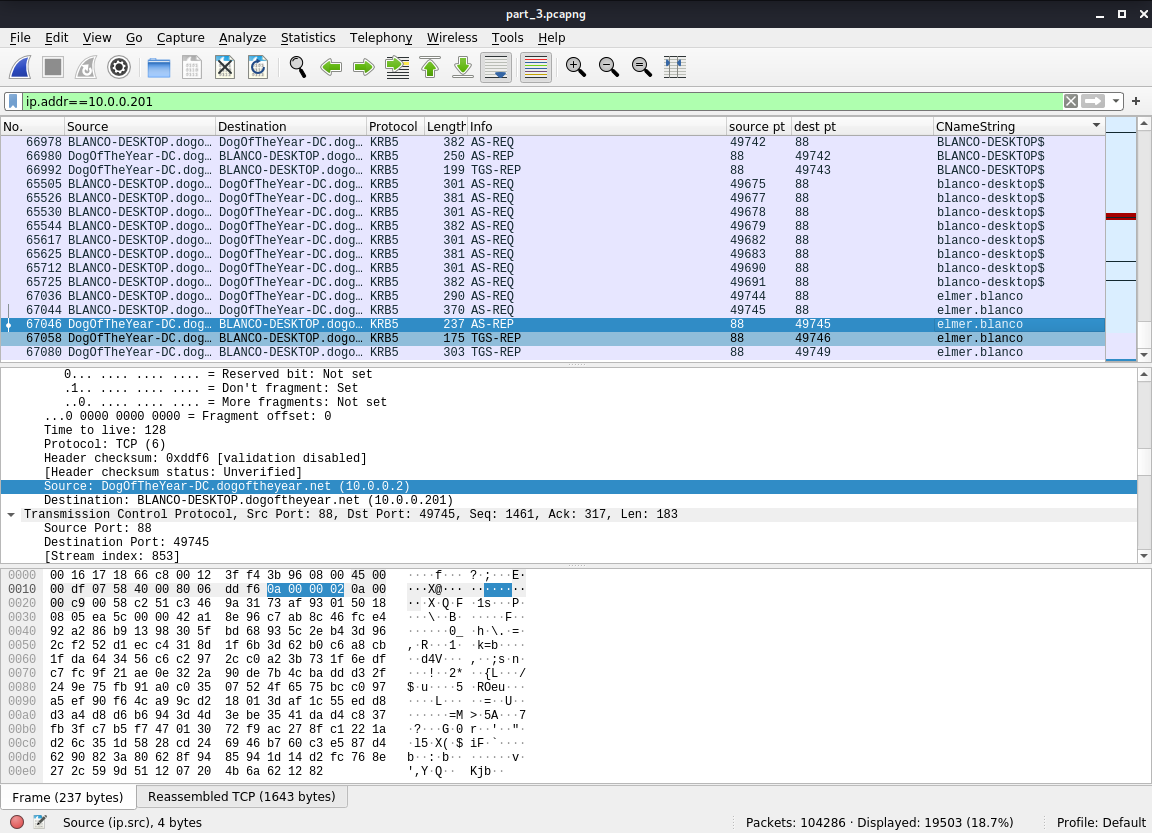 part_3.pcapng
File Edit View Go Capture Analyze Statistics Telephony Wireless Tools Help
ip.addr==10.0.0.201
No. Source Destination Protocol Length Info source pt dest pt CNameString
66978 BLANCO-DESKTOP.dogo… DogOfTheYear-DC.dog… KRB5 382 AS-REQ 49742 88 BLANCO-DESKTOP$
66980 DogOfTheYear-DC.dog… BLANCO-DESKTOP.dogo… KRB5 250 AS-REP 88 49742 BLANCO-DESKTOP$
66992 DogOfTheYear-DC.dog… BLANCO-DESKTOP.dogo… KRB5 199 TGS-REP 88 49743 BLANCO-DESKTOP$
65505 BLANCO-DESKTOP.dogo… DogOfTheYear-DC.dog… KRB5 301 AS-REQ 49675 88 blanco-desktop$
65526 BLANCO-DESKTOP.dogo… DogOfTheYear-DC.dog… KRB5 381 AS-REQ 49677 88 blanco-desktop$
65530 BLANCO-DESKTOP.dogo… DogOfTheYear-DC.dog… KRB5 301 AS-REQ 49678 88 blanco-desktop$
65544 BLANCO-DESKTOP.dogo… DogOfTheYear-DC.dog… KRB5 382 AS-REQ 49679 88 blanco-desktop$
65617 BLANCO-DESKTOP.dogo… DogOfTheYear-DC.dog… KRB5 301 AS-REQ 49682 88 blanco-desktop$
65625 BLANCO-DESKTOP.dogo… DogOfTheYear-DC.dog… KRB5 381 AS-REQ 49683 88 blanco-desktop$
65712 BLANCO-DESKTOP.dogo… DogOfTheYear-DC.dog… KRB5 301 AS-REQ 49690 88 blanco-desktop$
65725 BLANCO-DESKTOP.dogo… DogOfTheYear-DC.dog… KRB5 382 AS-REQ 49691 88 blanco-desktop$
67036 BLANCO-DESKTOP.dogo… DogOfTheYear-DC.dog… KRB5 290 AS-REQ 49744 88 elmer.blanco
67044 BLANCO-DESKTOP.dogo… DogOfTheYear-DC.dog… KRB5 370 AS-REQ 49745 88 elmer.blanco
67046 DogOfTheYear-DC.dog… BLANCO-DESKTOP.dogo… KRB5 237 AS-REP 88 49745 elmer.blanco
67058 DogOfTheYear-DC.dog… BLANCO-DESKTOP.dogo… KRB5 175 TGS-REP 88 49746 elmer.blanco
67080 DogOfTheYear-DC.dog… BLANCO-DESKTOP.dogo… KRB5 303 TGS-REP 88 49749 elmer.blanco
0... .... .... .... = Reserved bit: Not set
.1.. .... .... .... = Don't fragment: Set
..0. .... .... .... = More fragments: Not set
...0 0000 0000 0000 = Fragment offset: 0
Time to live: 128
Protocol: TCP (6)
Header checksum: 0xddf6 [validation disabled]
[Header checksum status: Unverified]
Source: DogOfTheYear-DC.dogoftheyear.net (10.0.0.2)
Destination: BLANCO-DESKTOP.dogoftheyear.net (10.0.0.201)
Transmission Control Protocol, Src Port: 88, Dst Port: 49745, Seq: 1461, Ack: 317, Len: 183
Source Port: 88
Destination Port: 49745
[Stream index: 853]
0000 00 16 17 18 66 c8 00 12 3f f4 3b 96 08 00 45 00 ····f··· ?·;···E·
0010 00 df 07 58 40 00 80 06 dd f6 0a 00 00 02 0a 00 ···X@··· ········
0020 00 c9 00 58 c2 51 c3 46 9a 31 73 af 93 01 50 18 ···X·Q·F ·1s···P·
0030 08 05 ea 5c 00 00 42 a1 8e 96 c7 ab 8c 46 fc e4 ···\··B· ·····F··
0040 92 a2 86 b9 13 98 30 5f bd 68 93 5c 2e b4 3d 96 ······0_ ·h·\.·=·
0050 2c f2 52 d1 ec c4 31 8d 1f 6b 3d 62 b0 c6 a8 cb ,·R···1· ·k=b····
0060 1f da 64 34 56 c6 c2 97 2c c0 a2 3b 73 1f 6e df ··d4V··· ,··;s·n·
0070 c7 fc 9f 21 ae 0e 32 2a 90 de 7b 4c ba dd d3 2f ···!··2* ··{L···/
0080 24 9e 75 fb 91 a0 c0 35 07 52 4f 65 75 bc c0 97 $·u····5 ·ROeu···
0090 a5 ef 90 f6 4c a9 9c d2 18 01 3d af 1c 55 ed d8 ····L··· ··=··U··
00a0 d3 a4 d8 d6 b6 94 3d 4d 3e be 35 41 da d4 c8 37 ······=M >·5A···7
00b0 fb 3f c7 b5 f7 47 01 30 72 f9 ac 27 8f c1 22 1a ·?···G·0 r··'··"·
00c0 d2 6c 35 1d 58 28 cd 24 69 46 b7 60 c3 e5 87 d4 ·l5·X(·$ iF·`····
00d0 62 90 82 3a 80 62 8f 94 85 94 1d 14 d2 fc 76 8e b··:·b·· ······v·
00e0 27 2c 59 9d 51 12 07 20 4b 6a 62 12 82 ',Y·Q·· Kjb··
Frame (237 bytes) Reassembled TCP (1643 bytes)
Source (ip.src), 4 bytes Packets: 104286 · Displayed: 19503 (18.7%) Profile: Default